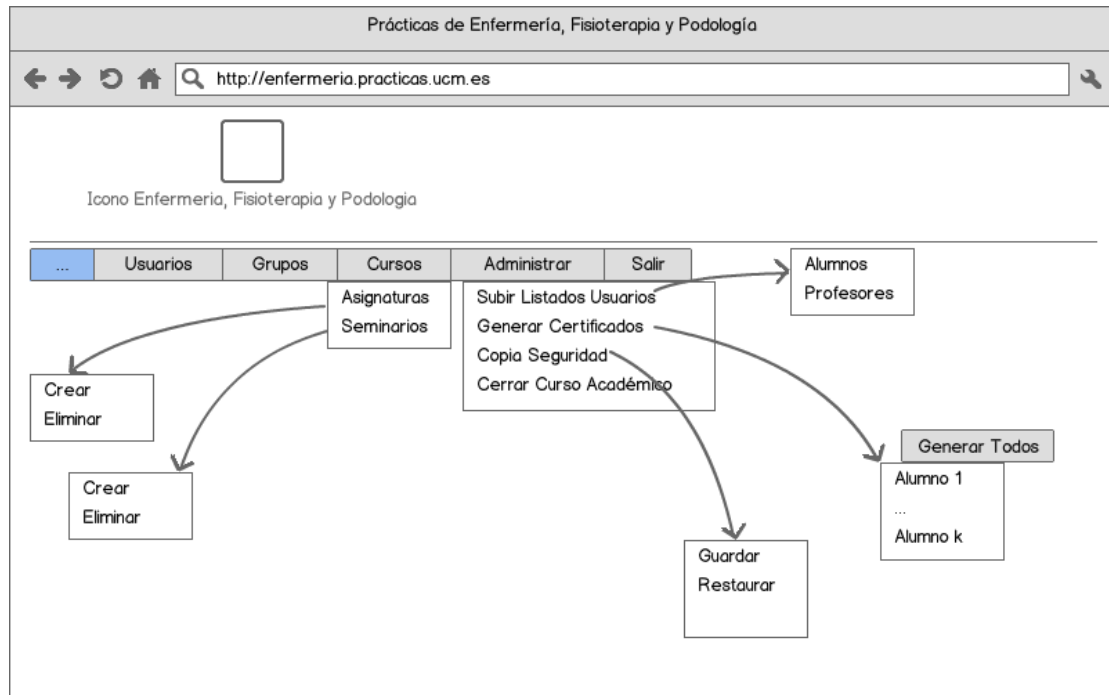 Prácticas de Enfermería, Fisioterapia y Podología
http://enfermeria.practicas.ucm.es
Icono Enfermeria, Fisioterapia y Podologia
... Usuarios Grupos Cursos Administrar Salir
Alumnos
Profesores
Asignaturas
Seminarios
Subir Listados Usuarios
Generar Certificados
Copia Seguridad
Cerrar Curso Académico
Crear
Eliminar
Crear
Eliminar
Generar Todos
Alumno 1
...
Alumno k
Guardar
Restaurar